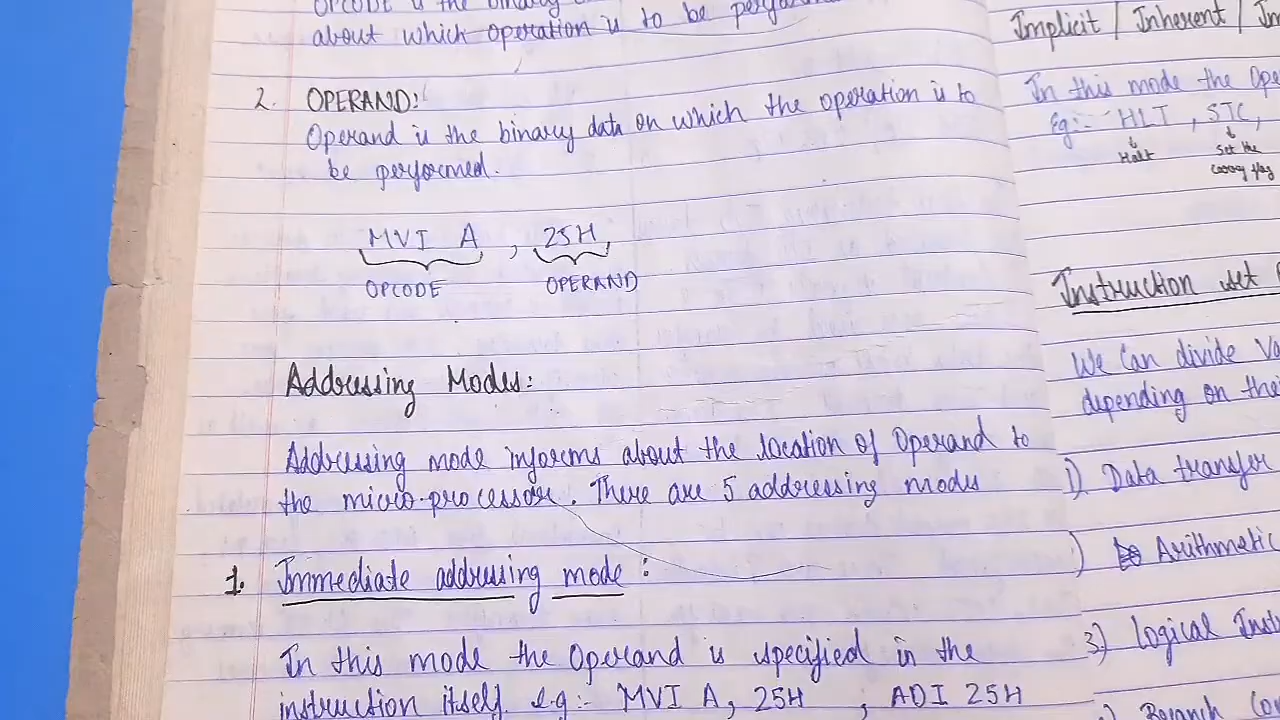 OPCODE is the binary
about which operation is to be
2. OPERAND:
Operand is the binary data on which the operation is to
be performed.
MVI A , 25H
OPCODE OPERAND
Addressing Modes:
Addressing mode informs about the location of Operand to
the micro-processor. There are 5 addressing modes
1. Immediate addressing mode :
In this mode the Operand is specified in the
instruction itself. e.g:- MVI A, 25H ; ADI 25H
Implicit / Inherent /
In this mode the
Eg:- HLT , STC,
Halt Set the
carry flag
Instruction set
We Can divide
depending on
1) Data transfer
) Arithmetic
3) Logical
) Branch